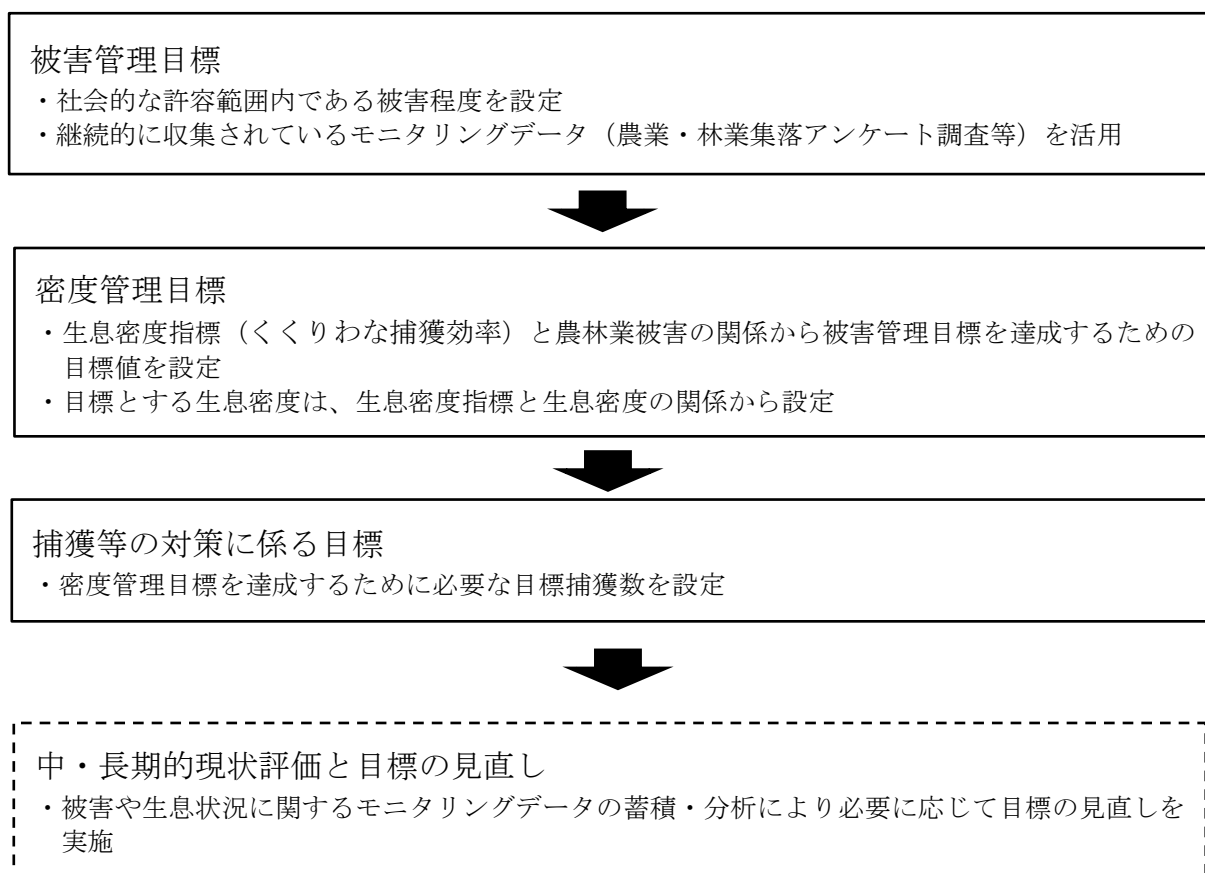 被害管理目標
・社会的な許容範囲内である被害程度を設定
・継続的に収集されているモニタリングデータ（農業・林業集落アンケート調査等）を活用
密度管理目標
・生息密度指標（くくりわな捕獲効率）と農林業被害の関係から被害管理目標を達成するための
目標値を設定
・目標とする生息密度は、生息密度指標と生息密度の関係から設定
捕獲等の対策に係る目標
・密度管理目標を達成するために必要な目標捕獲数を設定
中・長期的現状評価と目標の見直し
・被害や生息状況に関するモニタリングデータの蓄積・分析により必要に応じて目標の見直しを
実施